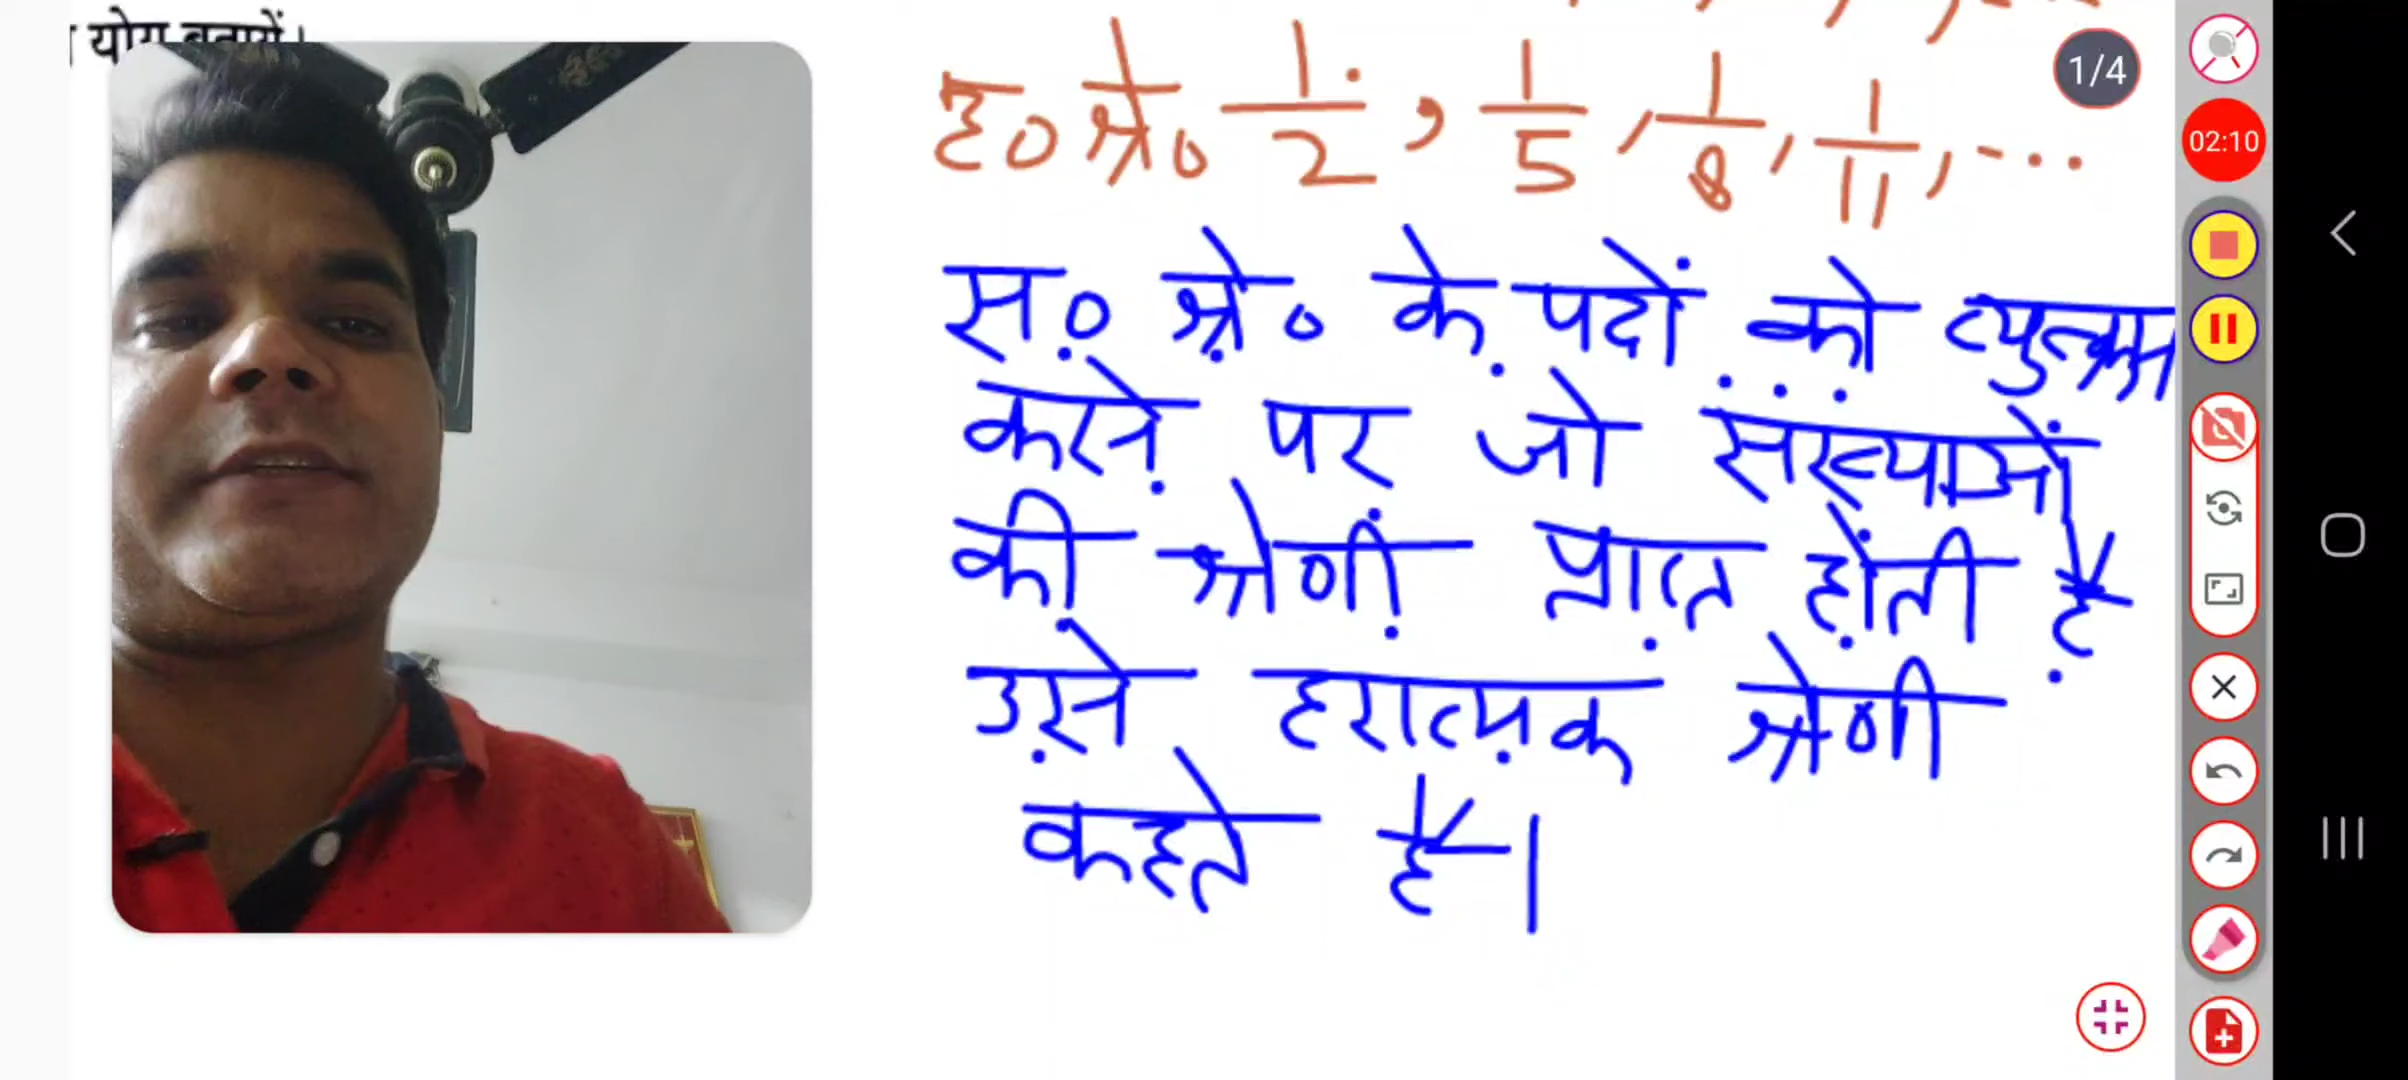 योग बतायें।
ह० श्रे० 1/2, 1/5, 1/8, 1/11, ...
1/4
02:10
स० श्रे० के पदों को व्युत्क्रम
करने पर जो संख्याओं
की श्रेणी प्राप्त होती है
उसे हरात्मक श्रेणी
कहते हैं।